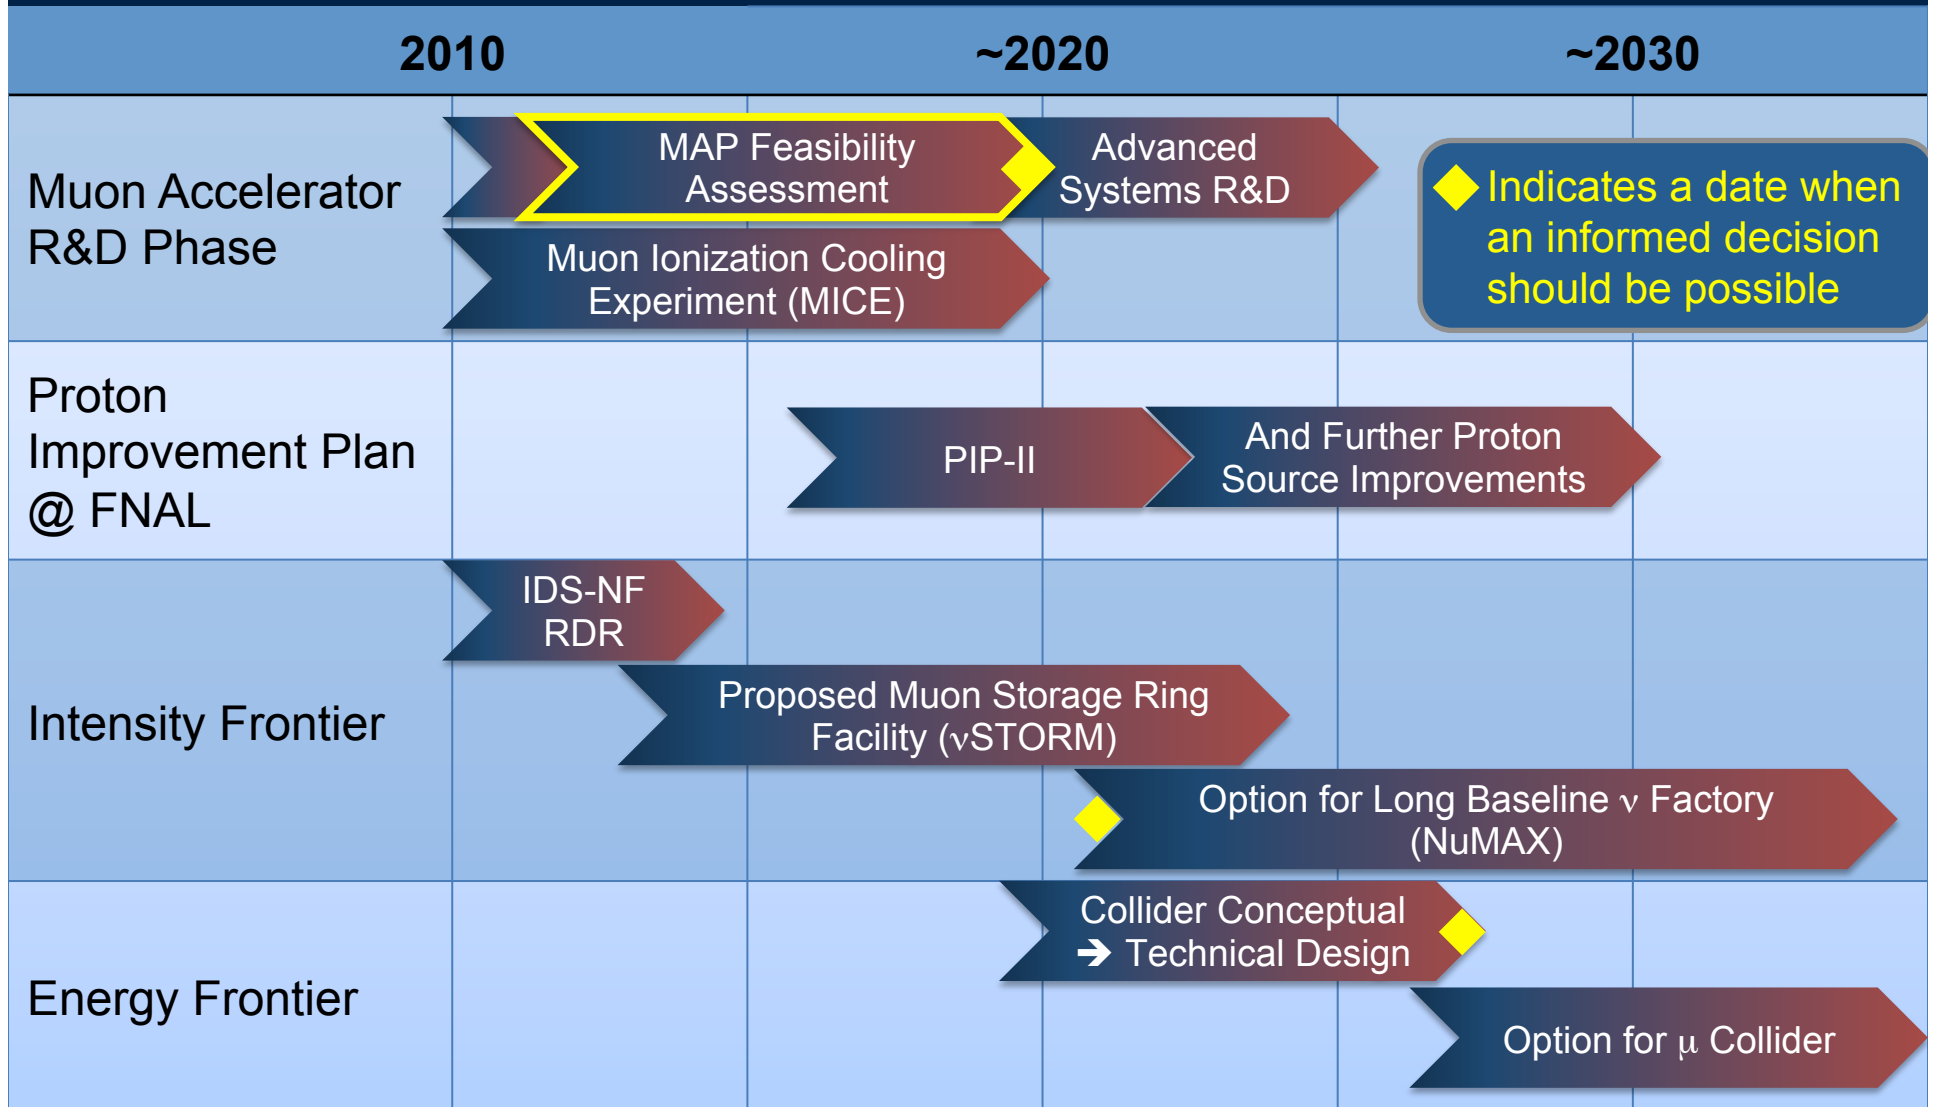 2010
~2020
~2030
Muon Accelerator
R&D Phase
MAP Feasibility
Assessment
Advanced
Systems R&D
Muon Ionization Cooling
Experiment (MICE)
Indicates a date when
an informed decision
should be possible
Proton
Improvement Plan
@ FNAL
PIP-II
And Further Proton
Source Improvements
Intensity Frontier
IDS-NF
RDR
Proposed Muon Storage Ring
Facility (νSTORM)
Option for Long Baseline ν Factory
(NuMAX)
Energy Frontier
Collider Conceptual
➔ Technical Design
Option for μ Collider